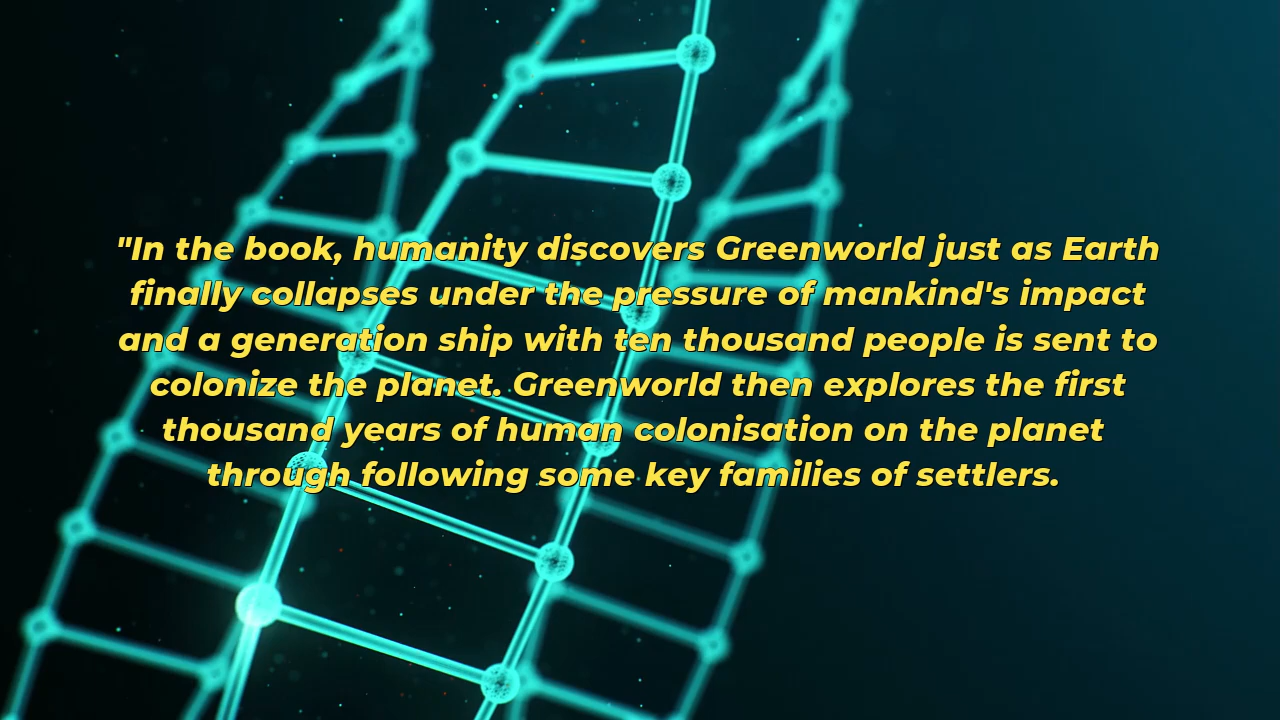 "In the book, humanity discovers Greenworld just as Earth
finally collapses under the pressure of mankind's impact
and a generation ship with ten thousand people is sent to
colonize the planet. Greenworld then explores the first
thousand years of human colonisation on the planet
through following some key families of settlers.